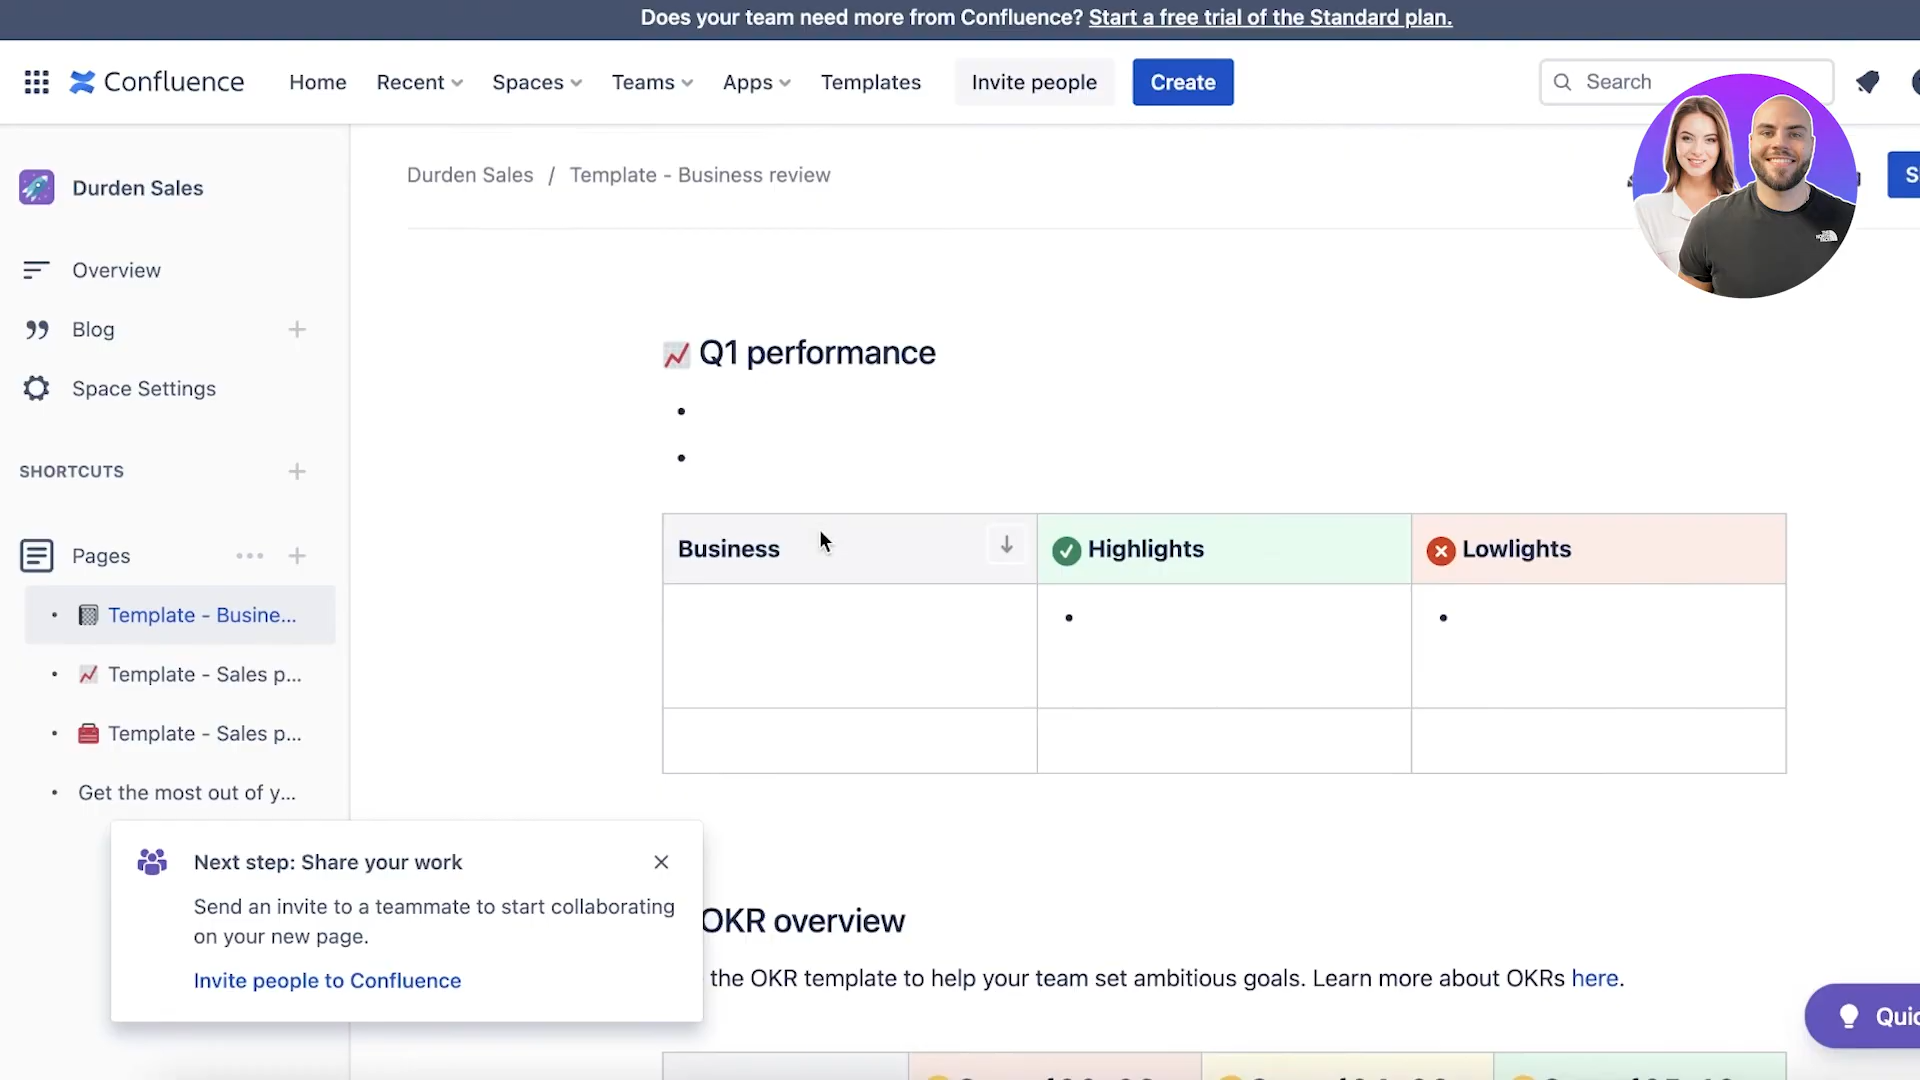 Does your team need more from Confluence? Start a free trial of the Standard plan.
Confluence Home Recent Spaces Teams Apps Templates Invite people Create Search
Durden Sales
Overview
Blog
Space Settings
SHORTCUTS
Pages
Template - Busine...
Template - Sales p...
Template - Sales p...
Get the most out of y...
Durden Sales / Template - Business review
Q1 performance
Business Highlights Lowlights
Next step: Share your work
Send an invite to a teammate to start collaborating
on your new page.
Invite people to Confluence
OKR overview
the OKR template to help your team set ambitious goals. Learn more about OKRs here.